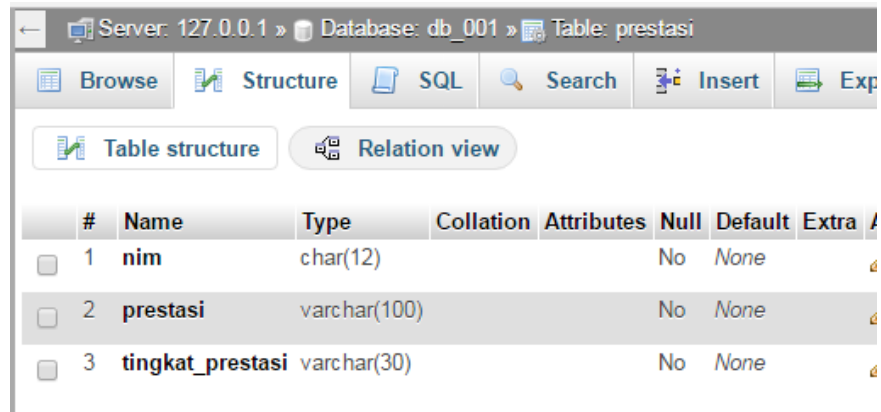 ← Server: 127.0.0.1 » Database: db_001 » Table: prestasi
Browse Structure SQL Search Insert Exp
Table structure Relation view
# Name Type Collation Attributes Null Default Extra A
1 nim char(12) No None
2 prestasi varchar(100) No None
3 tingkat_prestasi varchar(30) No None